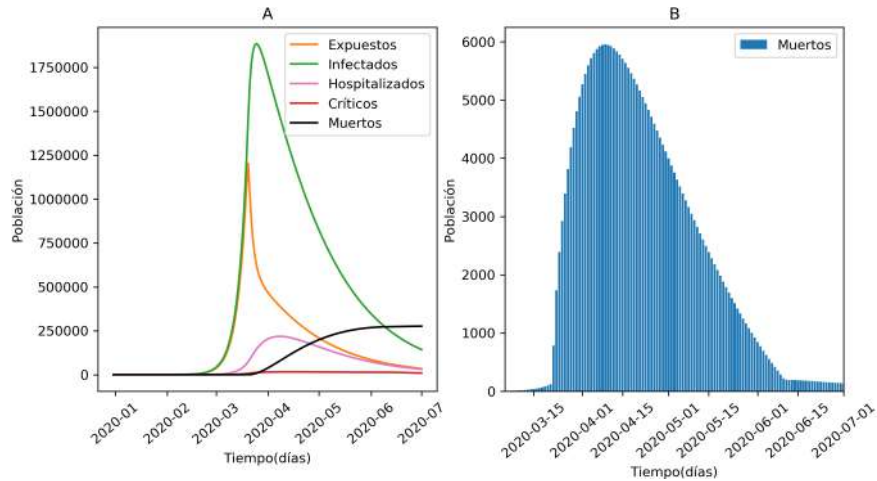 A
Población
1750000
1500000
1250000
1000000
750000
500000
250000
0
Expuestos
Infectados
Hospitalizados
Críticos
Muertos
2020-01
2020-02
2020-03
2020-04
2020-05
2020-06
2020-07
Tiempo(días)
B
Población
6000
5000
4000
3000
2000
1000
0
Muertos
2020-03-15
2020-04-01
2020-04-15
2020-05-01
2020-05-15
2020-06-01
2020-06-15
2020-07-01
Tiempo(días)